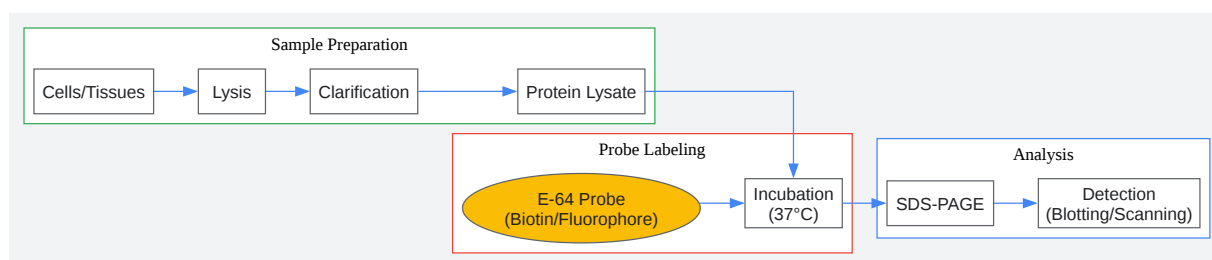 Sample Preparation
Cells/Tissues
Lysis
Clarification
Protein Lysate
Probe Labeling
E-64 Probe
(Biotin/Fluorophore)
Incubation
(37°C)
Analysis
SDS-PAGE
Detection
(Blotting/Scanning)